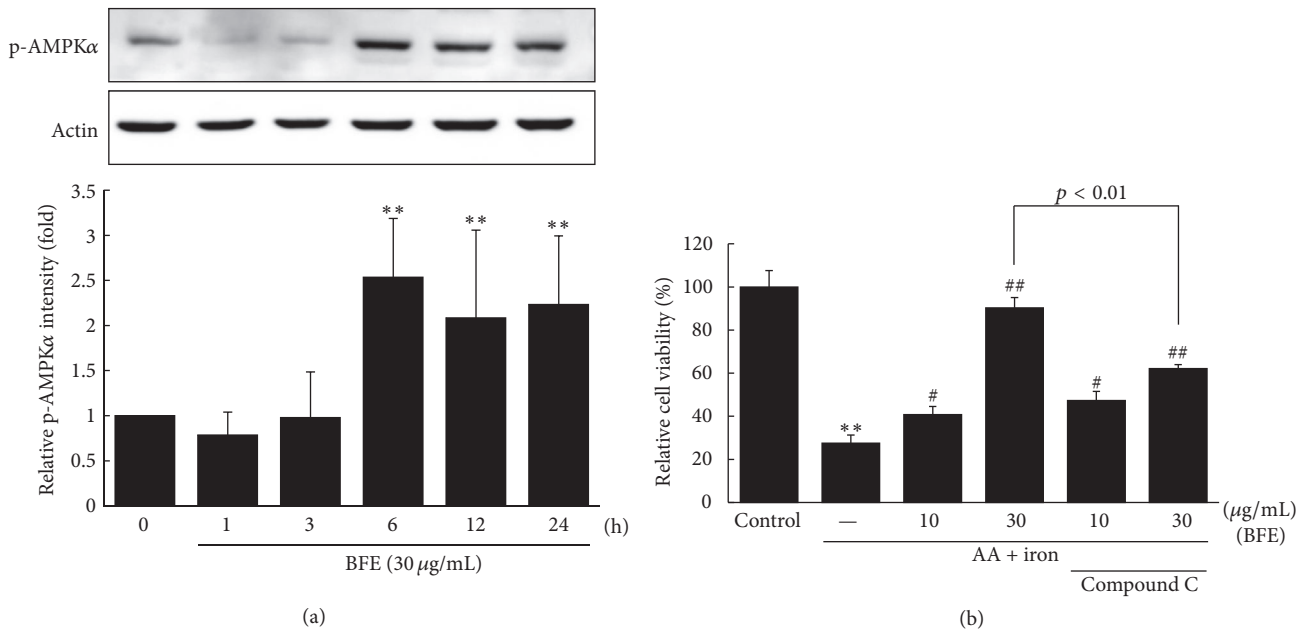 p-AMPKα
Actin
Relative p-AMPKα intensity (fold)
3.5
3
2.5
2
1.5
1
0.5
0
** ** **
0 1 3 6 12 24 (h)
BFE (30 μg/mL)
(a)
p < 0.01
Relative cell viability (%)
120
100
80
60
40
20
0
** # ## # ##
Control — 10 30 10 30 (μg/mL)
(BFE)
AA + iron
Compound C
(b)